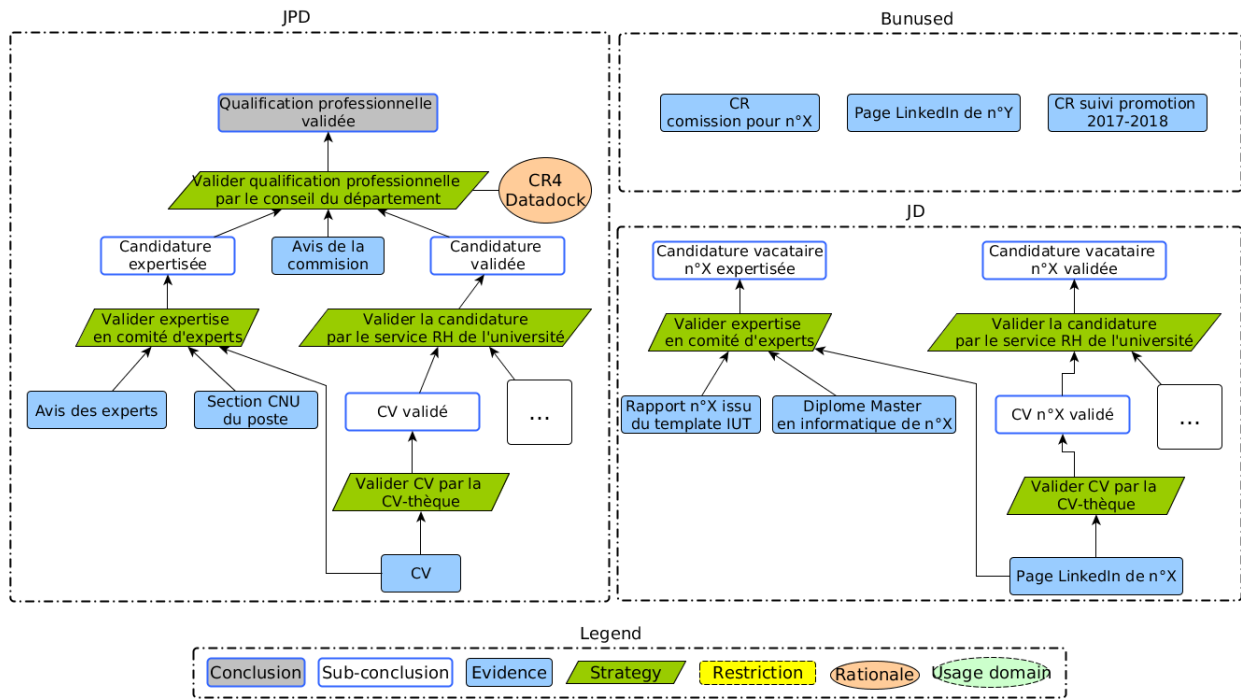 JPD
Qualification professionnelle
validée
Valider qualification professionnelle
par le conseil du département
CR4
Datadock
Candidature
expertisée
Avis de la
commision
Candidature
validée
Valider expertise
en comité d'experts
Valider la candidature
par le service RH de l'université
Avis des experts
Section CNU
du poste
CV validé
...
Valider CV par la
CV-thèque
CV
Bunused
CR
comission pour n°X
Page LinkedIn de n°Y
CR suivi promotion
2017-2018
JD
Candidature vacataire
n°X expertisée
Candidature vacataire
n°X validée
Valider expertise
en comité d'experts
Valider la candidature
par le service RH de l'université
Rapport n°X issu
du template IUT
Diplome Master
en informatique de n°X
CV n°X validé
...
Valider CV par la
CV-thèque
Page LinkedIn de n°X
Legend
Conclusion
Sub-conclusion
Evidence
Strategy
Restriction
Rationale
Usage domain